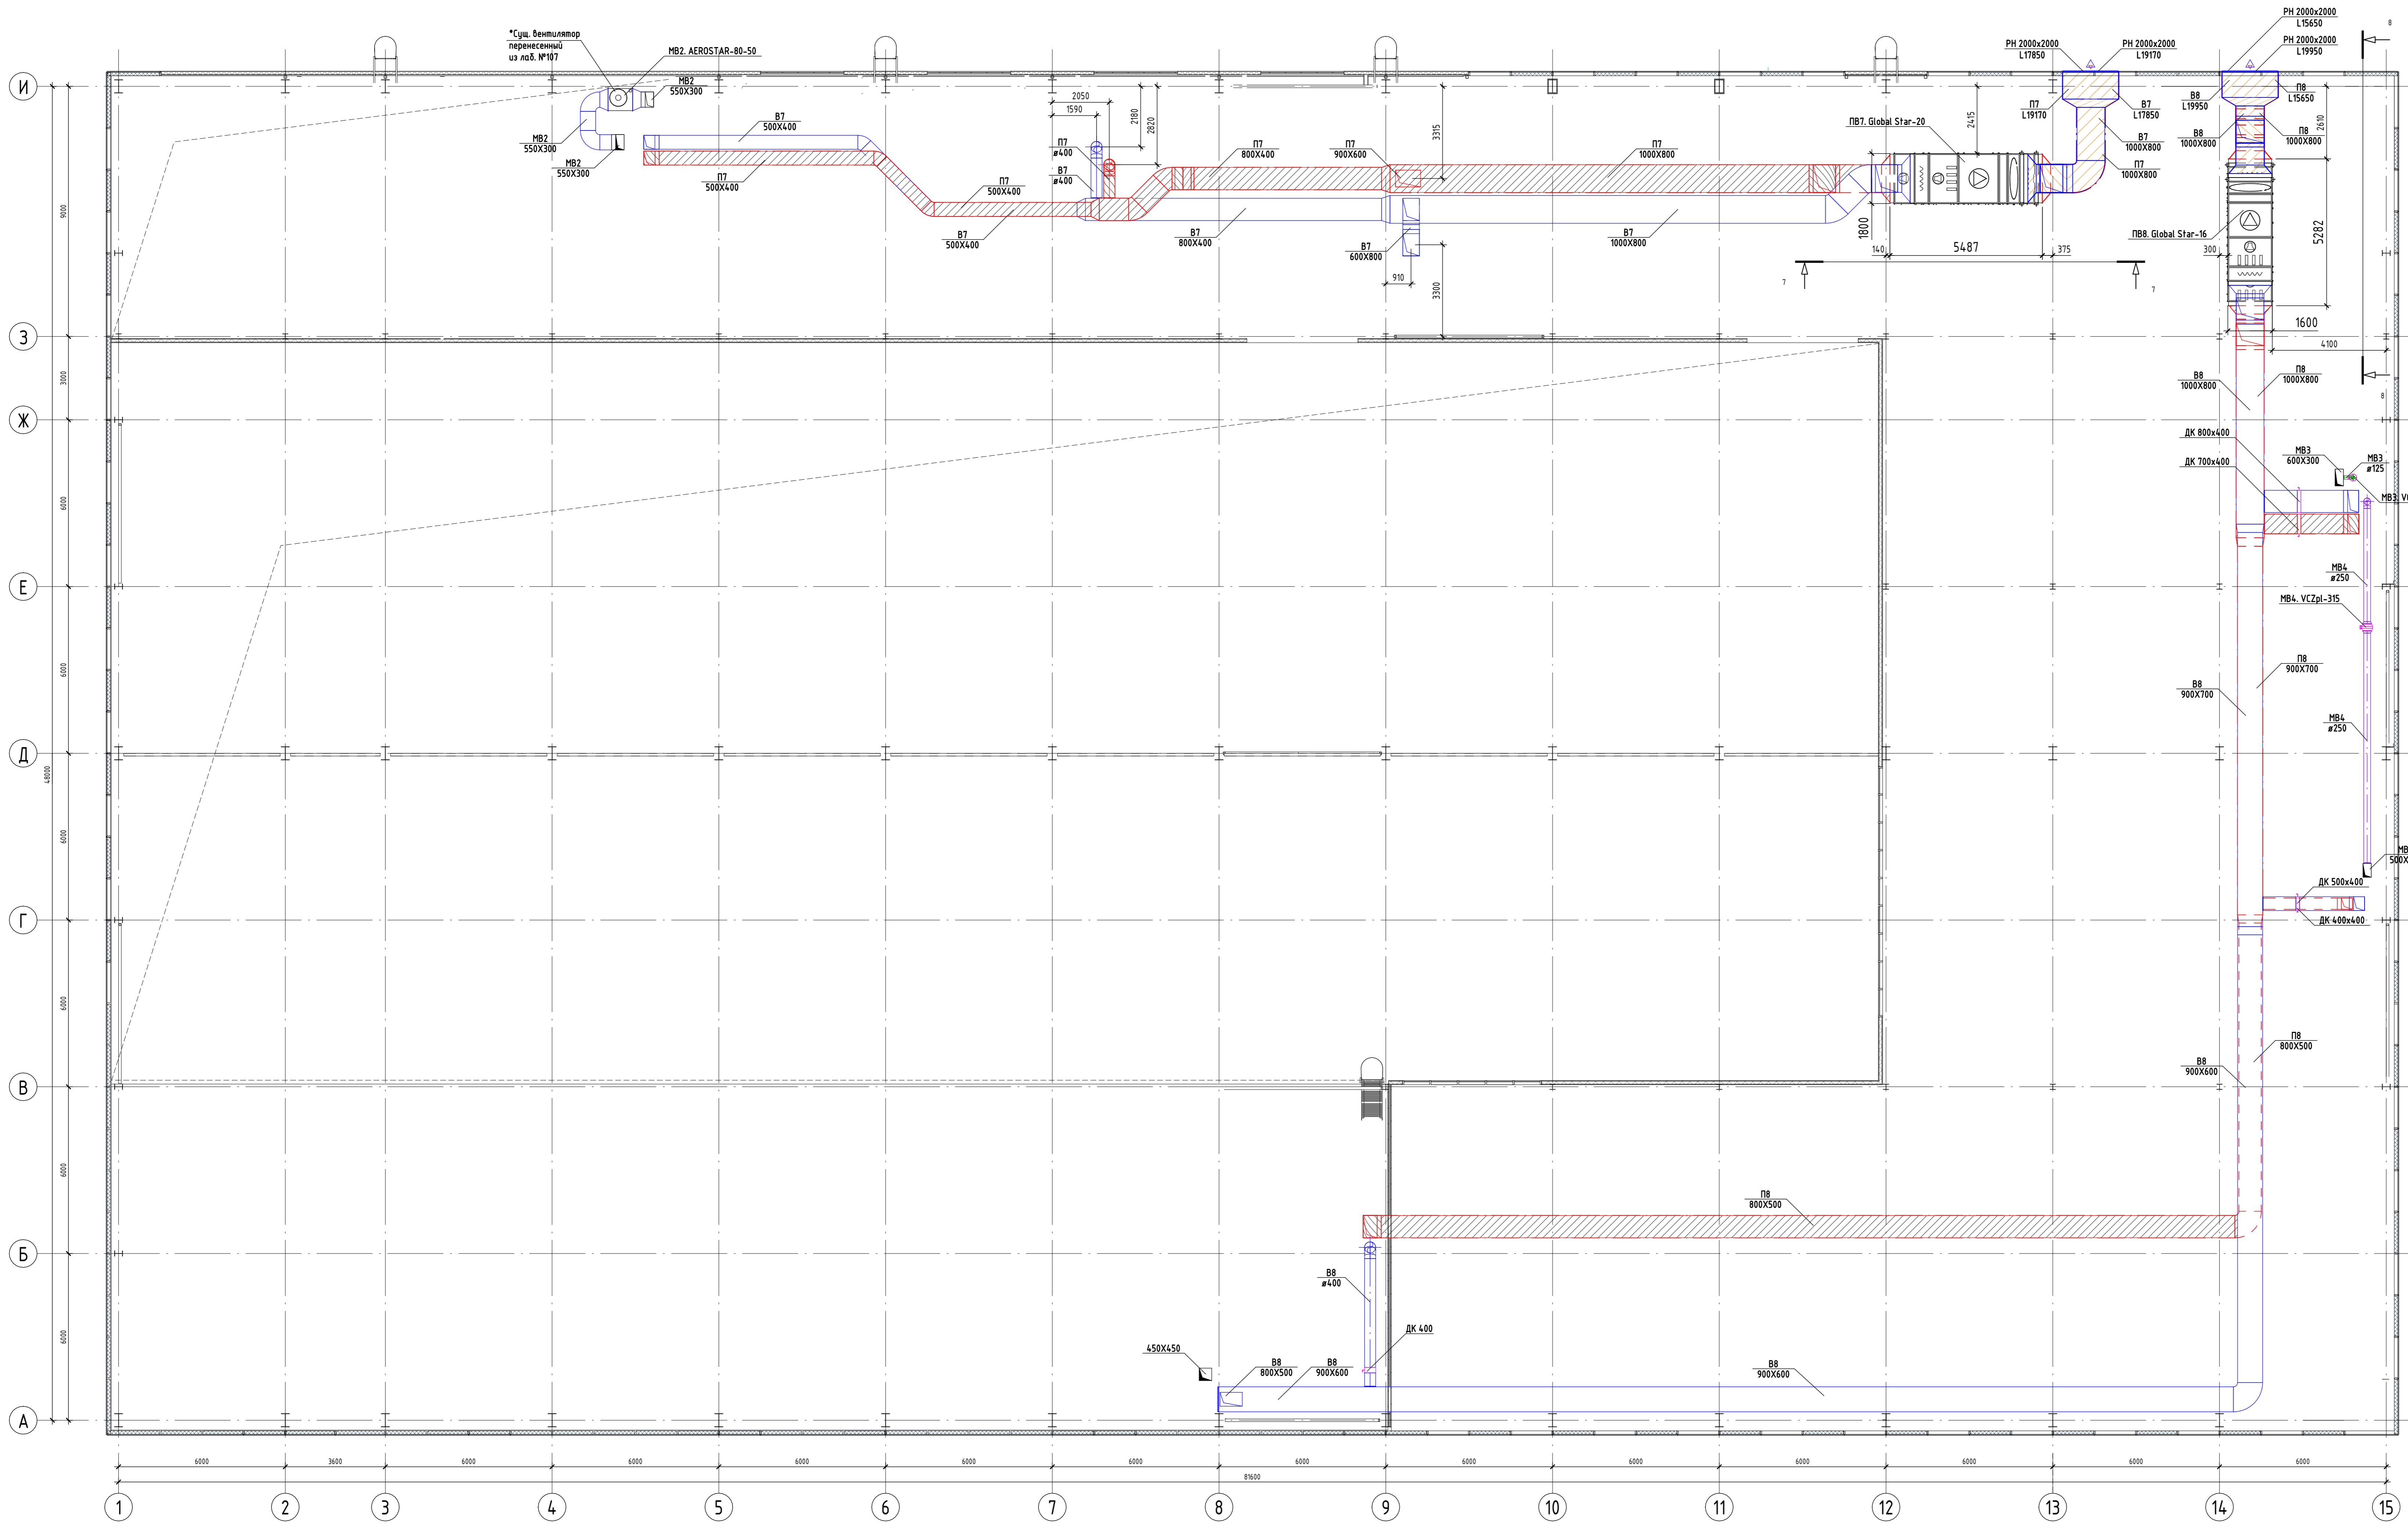 РН 2000х2000
L15650
8
*Сущ. вентилятор
перенесенный
из лаб. №107
МВ2. AEROSTAR-80-50
РН 2000х2000
L17850
РН 2000х2000
L19170
РН 2000х2000
L19950
И
МВ2
550Х300
МВ2
550Х300
МВ2
550Х300
В7
500Х400
П7
500Х400
2050
1590
2180
2820
П7
ø400
В7
ø400
П7
500Х400
В7
500Х400
П7
800Х400
В7
800Х400
П7
900Х600
3315
В7
600Х800
910
3300
П7
1000Х800
В7
1000Х800
ПВ7. Global Star-20
2415
1800
140
5487
375
7
7
П7
L19170
В7
L17850
В7
1000Х800
П7
1000Х800
В8
L19950
П8
L15650
В8
1000Х800
П8
1000Х800
2610
ПВ8. Global Star-16
300
5282
1600
4100
9000
З
3000
В8
1000Х800
П8
1000Х800
8
Ж
ДК 800х400
ДК 700х400
МВ3
600Х300
МВ3
ø125
6000
Е
МВ4
ø250
МВ4. VCZpl-315
6000
П8
900Х700
В8
900Х700
МВ4
ø250
Д
48000
6000
ДК 500х400
ДК 400х400
Г
6000
П8
800Х500
В8
900Х600
В
6000
П8
800Х500
Б
В8
ø400
6000
ДК 400
450Х450
В8
800Х500
В8
900Х600
В8
900Х600
А
6000
3600
6000
6000
6000
6000
6000
6000
6000
6000
6000
6000
6000
6000
81600
1
2
3
4
5
6
7
8
9
10
11
12
13
14
15